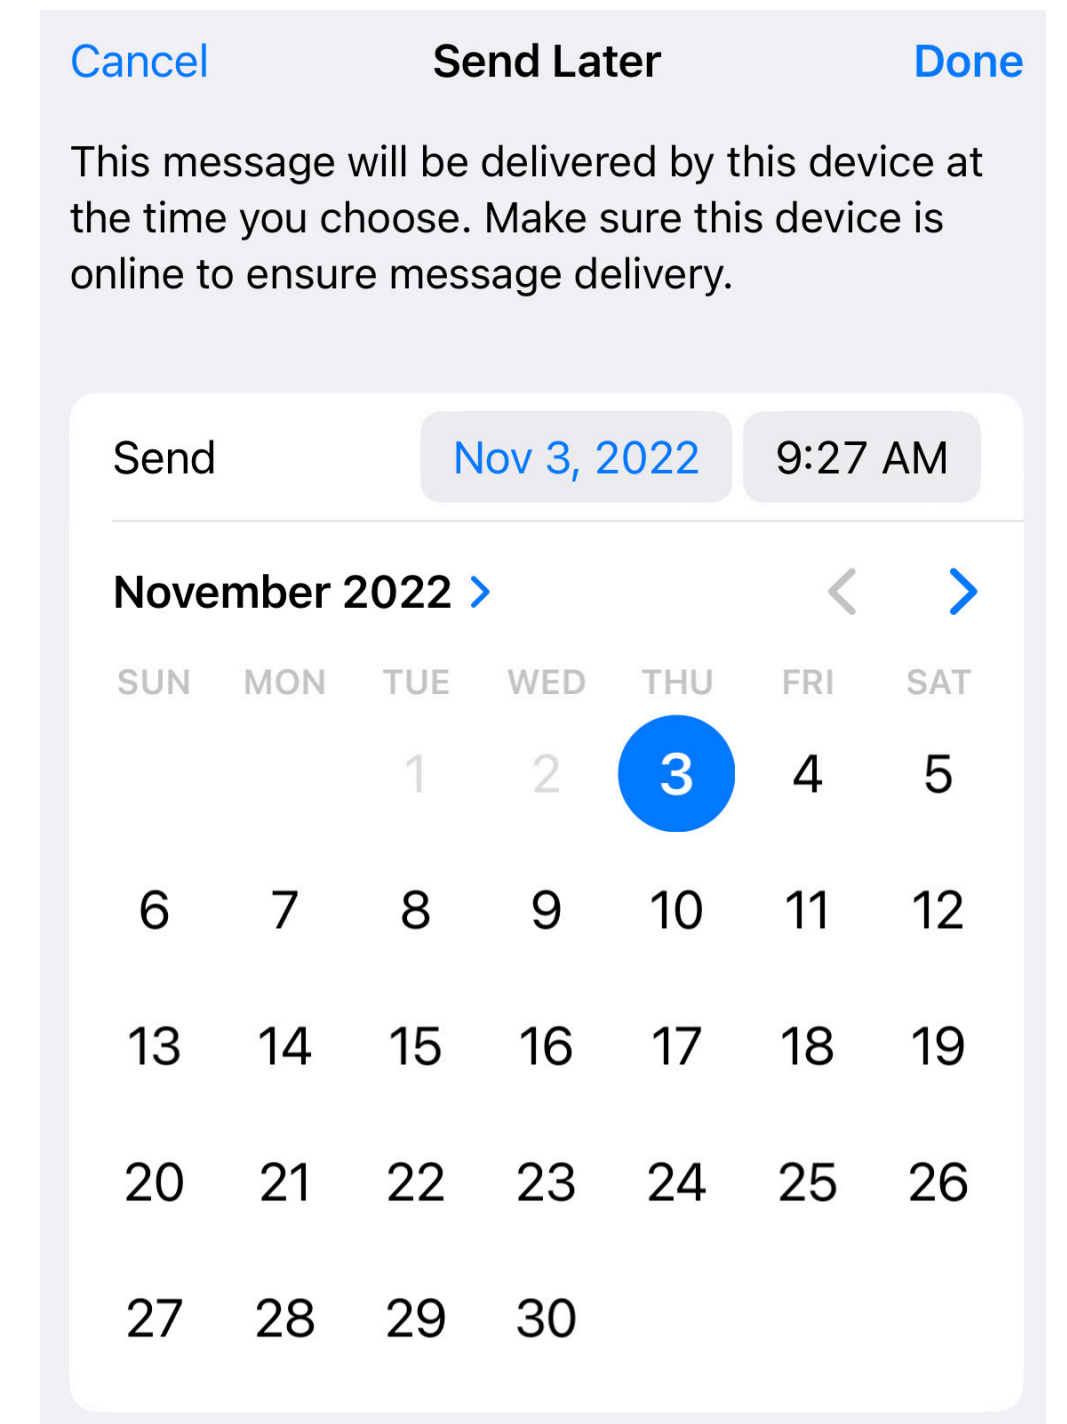 Cancel Send Later Done
This message will be delivered by this device at
the time you choose. Make sure this device is
online to ensure message delivery.
Send Nov 3, 2022 9:27 AM
November 2022 >
SUN MON TUE WED THU FRI SAT
1 2 3 4 5
6 7 8 9 10 11 12
13 14 15 16 17 18 19
20 21 22 23 24 25 26
27 28 29 30